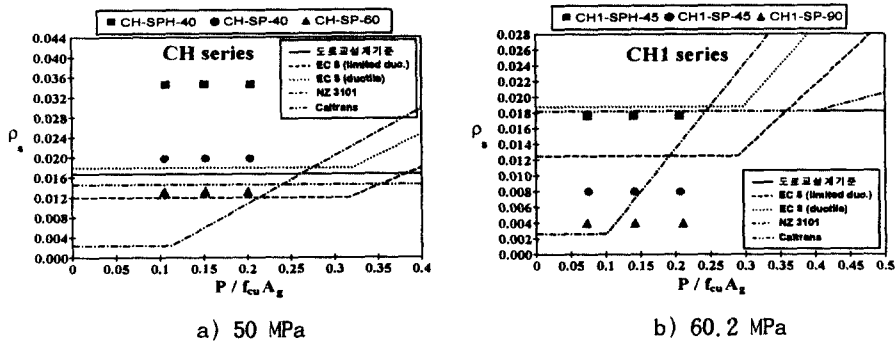 CH-SPH-40 CH-SP-40 CH-SP-60
CH series
도로교설계기준
EC 8 (limited duc.)
EC 8 (ductile)
NZ 3101
Caltrans
0.044
0.040
0.036
0.032
0.028
0.024
ρs
0.020
0.016
0.012
0.008
0.004
0.000
0 0.05 0.1 0.15 0.2 0.25 0.3 0.35 0.4
P / fcu Ag
a) 50 MPa
CH1-SPH-45 CH1-SP-45 CH1-SP-90
CH1 series
0.028
0.026
0.024
0.022
0.020
0.018
0.016
ρs
0.014
0.012
0.010
0.008
0.006
0.004
0.002
0.000
도로교설계기준
EC 8 (limited duc.)
EC 8 (ductile)
NZ 3101
Caltrans
0 0.05 0.1 0.15 0.2 0.25 0.3 0.35 0.4 0.45 0.5
P / fcu Ag
b) 60.2 MPa